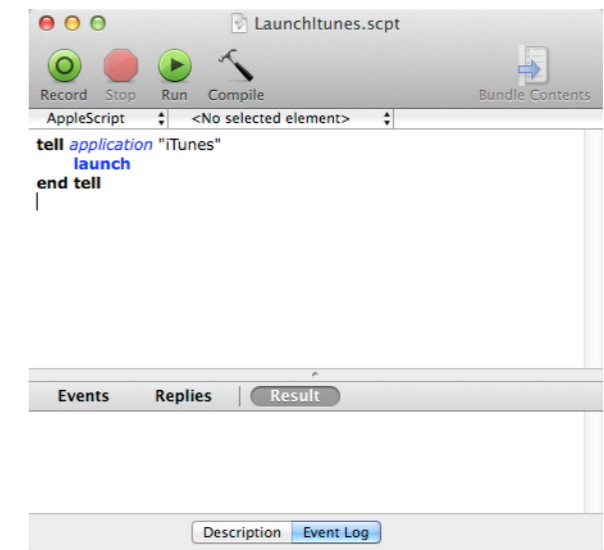 LaunchItunes.scpt
Record Stop Run Compile Bundle Contents
AppleScript <No selected element>
tell application "iTunes"
launch
end tell
Events Replies Result
Description Event Log